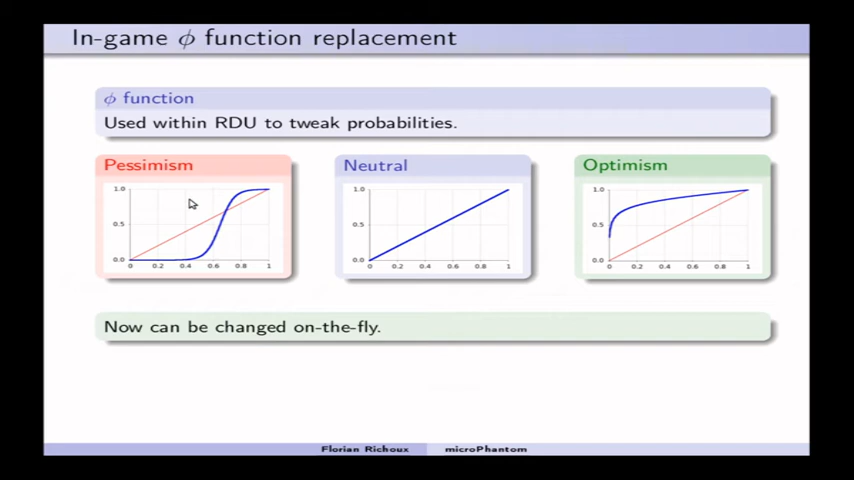 In-game ϕ function replacement
ϕ function
Used within RDU to tweak probabilities.
Pessimism
Neutral
Optimism
1.0
0.5
0.0
0 0.2 0.4 0.6 0.8 1
1.0
0.5
0.0
0 0.2 0.4 0.6 0.8 1
1.0
0.5
0.0
0 0.2 0.4 0.6 0.8 1
Now can be changed on-the-fly.
Florian Richoux microPhantom